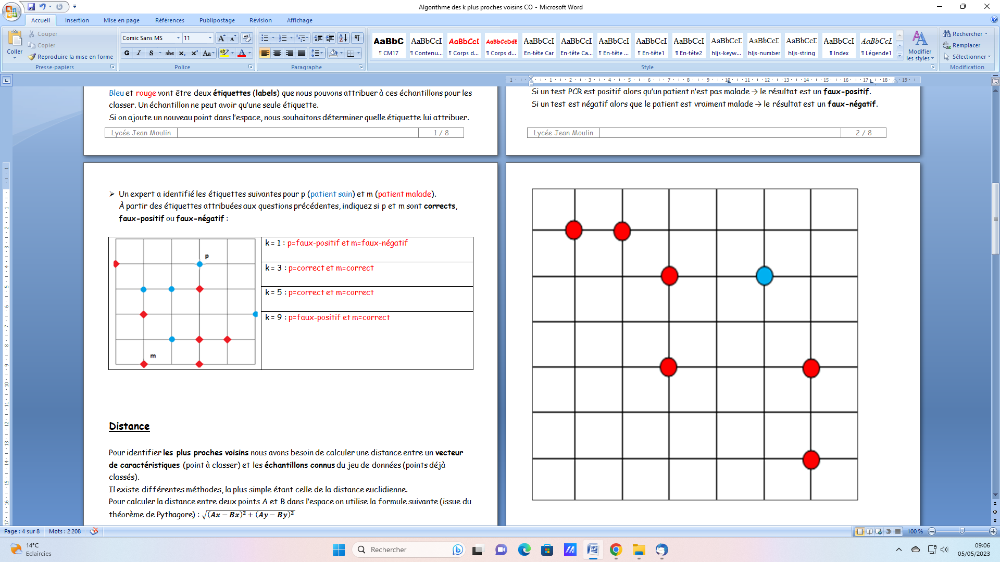 Algorithme des k plus proches voisins CO - Microsoft Word
Accueil Insertion Mise en page Références Publipostage Révision Affichage
Coller
Couper
Copier
Reproduire la mise en forme
Presse-papiers
Comic Sans MS 11
G I S abc x₂ x² Aa
Police
Paragraphe
AaBbC AaBbCcI AaBbCcI AaBbCcDdE AaBbCcI AaBbCcI AaBbCcI AaBbCcI AaBbCcI AaBbCcI AaBbCcI AaBbCcI AaBbCcI AaBbCcI
¶ CM17 ¶ Contenu... ¶ Corps d... ¶ Corps d... En-tête Car En-tête Ca... ¶ En-tête ... ¶ En-tête1 ¶ En-tête2 hljs-keyw... hljs-number hljs-string ¶ Index ¶ Légende1
Style
Modifier les styles
Rechercher
Remplacer
Sélectionner
Modification
Bleu et rouge vont être deux étiquettes (labels) que nous pouvons attribuer à ces échantillons pour les
classer. Un échantillon ne peut avoir qu'une seule étiquette.
Si on ajoute un nouveau point dans l'espace, nous souhaitons déterminer quelle étiquette lui attribuer.
Lycée Jean Moulin 1 / 8
Si un test PCR est positif alors qu'un patient n'est pas malade → le résultat est un faux-positif.
Si un test est négatif alors que le patient est vraiment malade → le résultat est un faux-négatif.
Lycée Jean Moulin 2 / 8
➢ Un expert a identifié les étiquettes suivantes pour p (patient sain) et m (patient malade).
À partir des étiquettes attribuées aux questions précédentes, indiquez si p et m sont corrects,
faux-positif ou faux-négatif :
p
m
k = 1 : p=faux-positif et m=faux-négatif
k = 3 : p=correct et m=correct
k = 5 : p=correct et m=correct
k = 9 : p=faux-positif et m=correct
Distance
Pour identifier les plus proches voisins nous avons besoin de calculer une distance entre un vecteur
de caractéristiques (point à classer) et les échantillons connus du jeu de données (points déjà
classés).
Il existe différentes méthodes, la plus simple étant celle de la distance euclidienne.
Pour calculer la distance entre deux points A et B dans l'espace on utilise la formule suivante (issue du
théorème de Pythagore) : √(Ax − Bx)² + (Ay − By)²
Page : 4 sur 8 Mots : 2 208
100 %
14°C
Eclaircies
Rechercher
09:06
05/05/2023